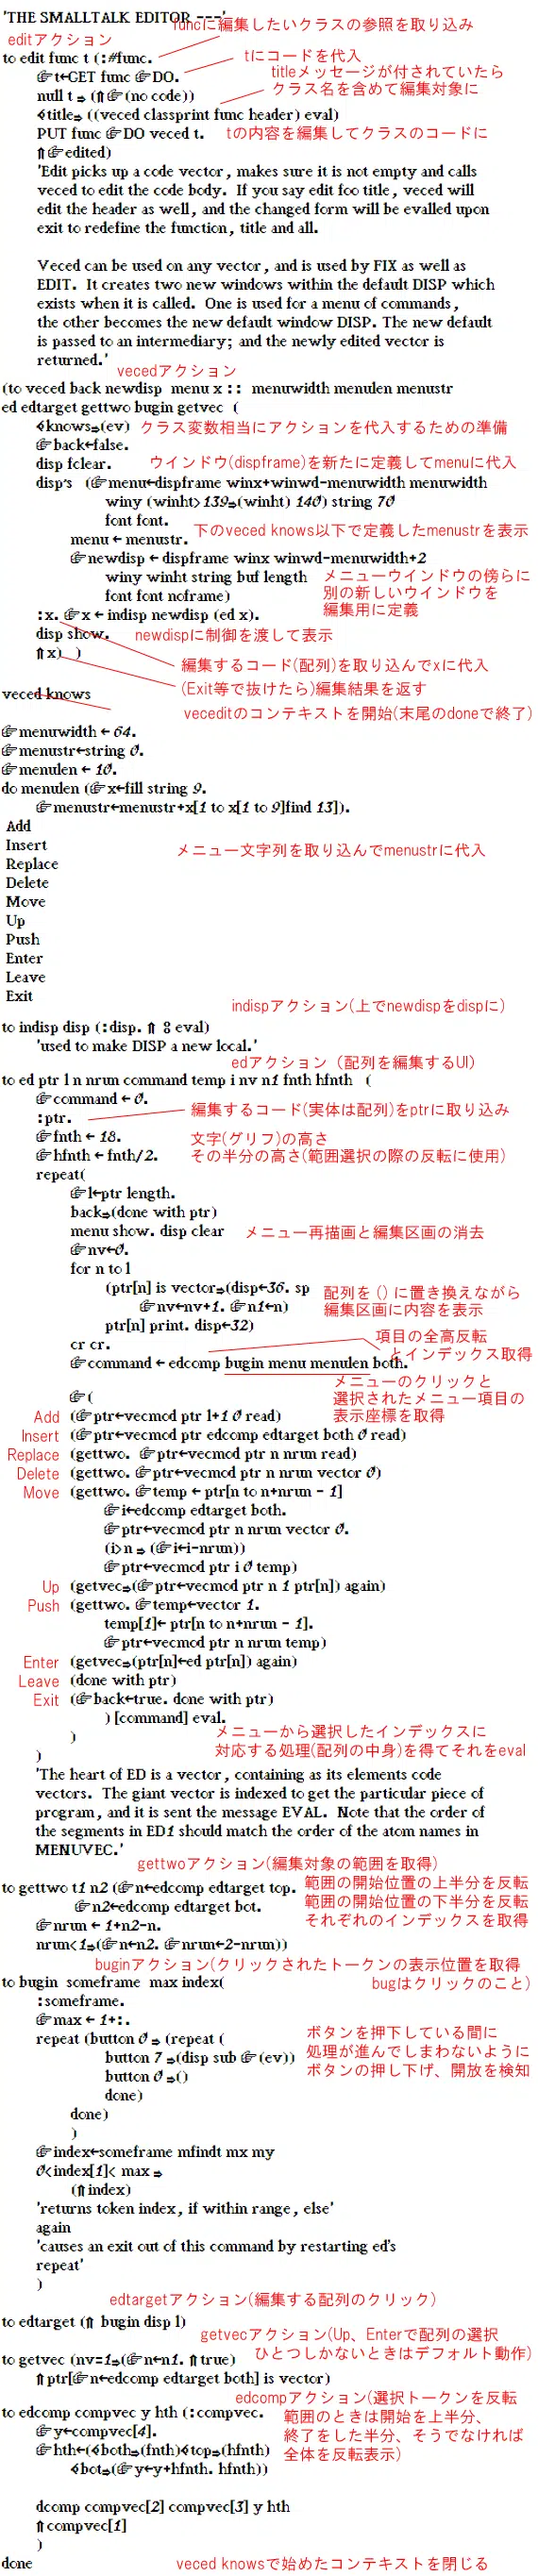 'THE SMALLTALK EDITOR ---'
funcに編集したいクラスの参照を取り込み
editアクション
to edit func t (:#func.
tにコードを代入
☞t←GET func ☞DO.
titleメッセージが付されていたら
null t ⇒ (⇑☞(no code))
クラス名を含めて編集対象に
∢title⇒ ((veced classprint func header) eval)
PUT func ☞DO veced t.
tの内容を編集してクラスのコードに
⇑☞edited)
'Edit picks up a code vector, makes sure it is not empty and calls
veced to edit the code body. If you say edit foo title, veced will
edit the header as well, and the changed form will be evalled upon
exit to redefine the function, title and all.
Veced can be used on any vector, and is used by FIX as well as
EDIT. It creates two new windows within the default DISP which
exists when it is called. One is used for a menu of commands,
the other becomes the new default window DISP. The new default
is passed to an intermediary; and the newly edited vector is
returned.'
vecedアクション
(to veced back newdisp menu x :: menuwidth menulen menustr
ed edtarget gettwo bugin getvec (
∢knows⇒(ev)
クラス変数相当にアクションを代入するための準備
☞back←false.
disp fclear.
ウインドウ(dispframe)を新たに定義してmenuに代入
disp's (☞menu←dispframe winx+winwd-menuwidth menuwidth
winy (winht>139⇒(winht) 140) string 70
font font.
下のveced knows以下で定義したmenustrを表示
menu ← menustr.
☞newdisp ← dispframe winx winwd-menuwidth+2
winy winht string buf length
メニューウインドウの傍らに
font font noframe)
別の新しいウインドウを
編集用に定義
:x. ☞x ← indisp newdisp (ed x).
disp show.
newdispに制御を渡して表示
⇑x) )
編集するコード(配列)を取り込んでxに代入
(Exit等で抜けたら)編集結果を返す
veced knows
veceditのコンテキストを開始(末尾のdoneで終了)
☞menuwidth ← 64.
☞menustr←string 0.
☞menulen ← 10.
do menulen (☞x←fill string 9.
☞menustr←menustr+x[1 to x[1 to 9]find 13]).
Add
Insert
メニュー文字列を取り込んでmenustrに代入
Replace
Delete
Move
Up
Push
Enter
Leave
Exit
indispアクション(上でnewdispをdispに)
to indisp disp (:disp. ⇑ 8 eval)
'used to make DISP a new local.'
edアクション（配列を編集するUI）
to ed ptr l n nrun command temp i nv n1 fnth hfnth (
☞command ← 0.
:ptr.
編集するコード(実体は配列)をptrに取り込み
☞fnth ← 18.
文字(グリフ)の高さ
☞hfnth ← fnth/2.
その半分の高さ(範囲選択の際の反転に使用)
repeat(
☞l←ptr length.
back⇒(done with ptr)
menu show. disp clear
メニュー再描画と編集区画の消去
☞nv←0.
for n to l
(ptr[n] is vector⇒(disp←36. sp
配列を () に置き換えながら
☞nv←nv+1. ☞n1←n)
編集区画に内容を表示
ptr[n] print. disp←32)
cr cr.
項目の全高反転
とインデックス取得
☞command ← edcomp bugin menu menulen both.
メニューのクリックと
選択されたメニュー項目の
表示座標を取得
☞(
Add (☞ptr←vecmod ptr l+1 0 read)
Insert (☞ptr←vecmod ptr edcomp edtarget both 0 read)
Replace (gettwo. ☞ptr←vecmod ptr n nrun read)
Delete (gettwo. ☞ptr←vecmod ptr n nrun vector 0)
Move (gettwo. ☞temp ← ptr[n to n+nrun - 1]
☞i←edcomp edtarget both.
☞ptr←vecmod ptr n nrun vector 0.
(i>n ⇒ (☞i←i-nrun))
☞ptr←vecmod ptr i 0 temp)
Up (getvec⇒(☞ptr←vecmod ptr n 1 ptr[n]) again)
Push (gettwo. ☞temp←vector 1.
temp[1]← ptr[n to n+nrun - 1].
☞ptr←vecmod ptr n nrun temp)
Enter (getvec⇒(ptr[n]←ed ptr[n]) again)
Leave (done with ptr)
Exit (☞back←true. done with ptr)
) [command] eval.
メニューから選択したインデックスに
)
対応する処理(配列の中身)を得てそれをeval
)
'The heart of ED is a vector, containing as its elements code
vectors. The giant vector is indexed to get the particular piece of
program, and it is sent the message EVAL. Note that the order of
the segments in ED1 should match the order of the atom names in
MENUVEC.'
gettwoアクション(編集対象の範囲を取得)
to gettwo t1 n2 (☞n←edcomp edtarget top.
範囲の開始位置の上半分を反転
☞n2←edcomp edtarget bot.
範囲の開始位置の下半分を反転
☞nrun ← 1+n2-n.
それぞれのインデックスを取得
nrun<1⇒(☞n←n2. ☞nrun←2-nrun))
buginアクション(クリックされたトークンの表示位置を取得
to bugin someframe max index(
bugはクリックのこと)
:someframe.
☞max ← 1+:.
repeat (button 0 ⇒ (repeat (
ボタンを押下している間に
button 7 ⇒(disp sub ☞(ev))
処理が進んでしまわないように
button 0 ⇒()
ボタンの押し下げ、開放を検知
done)
done)
)
☞index←someframe mfindt mx my
0<index[1]< max ⇒
(⇑index)
'returns token index, if within range, else'
again
'causes an exit out of this command by restarting ed's
repeat'
)
edtargetアクション(編集する配列のクリック)
to edtarget (⇑ bugin disp l)
getvecアクション(Up、Enterで配列の選択
ひとつしかないときはデフォルト動作)
to getvec (nv=1⇒(☞n←n1. ⇑true)
⇑ptr[☞n←edcomp edtarget both] is vector)
edcompアクション(選択トークンを反転
to edcomp compvec y hth (:compvec.
範囲のときは開始を上半分、
☞y←compvec[4].
終了をした半分、そうでなければ
☞hth←(∢both⇒(fnth)∢top⇒(hfnth)
全体を反転表示)
∢bot⇒(☞y←y+hfnth. hfnth))
dcomp compvec[2] compvec[3] y hth
⇑compvec[1]
)
done
veced knowsで始めたコンテキストを閉じる